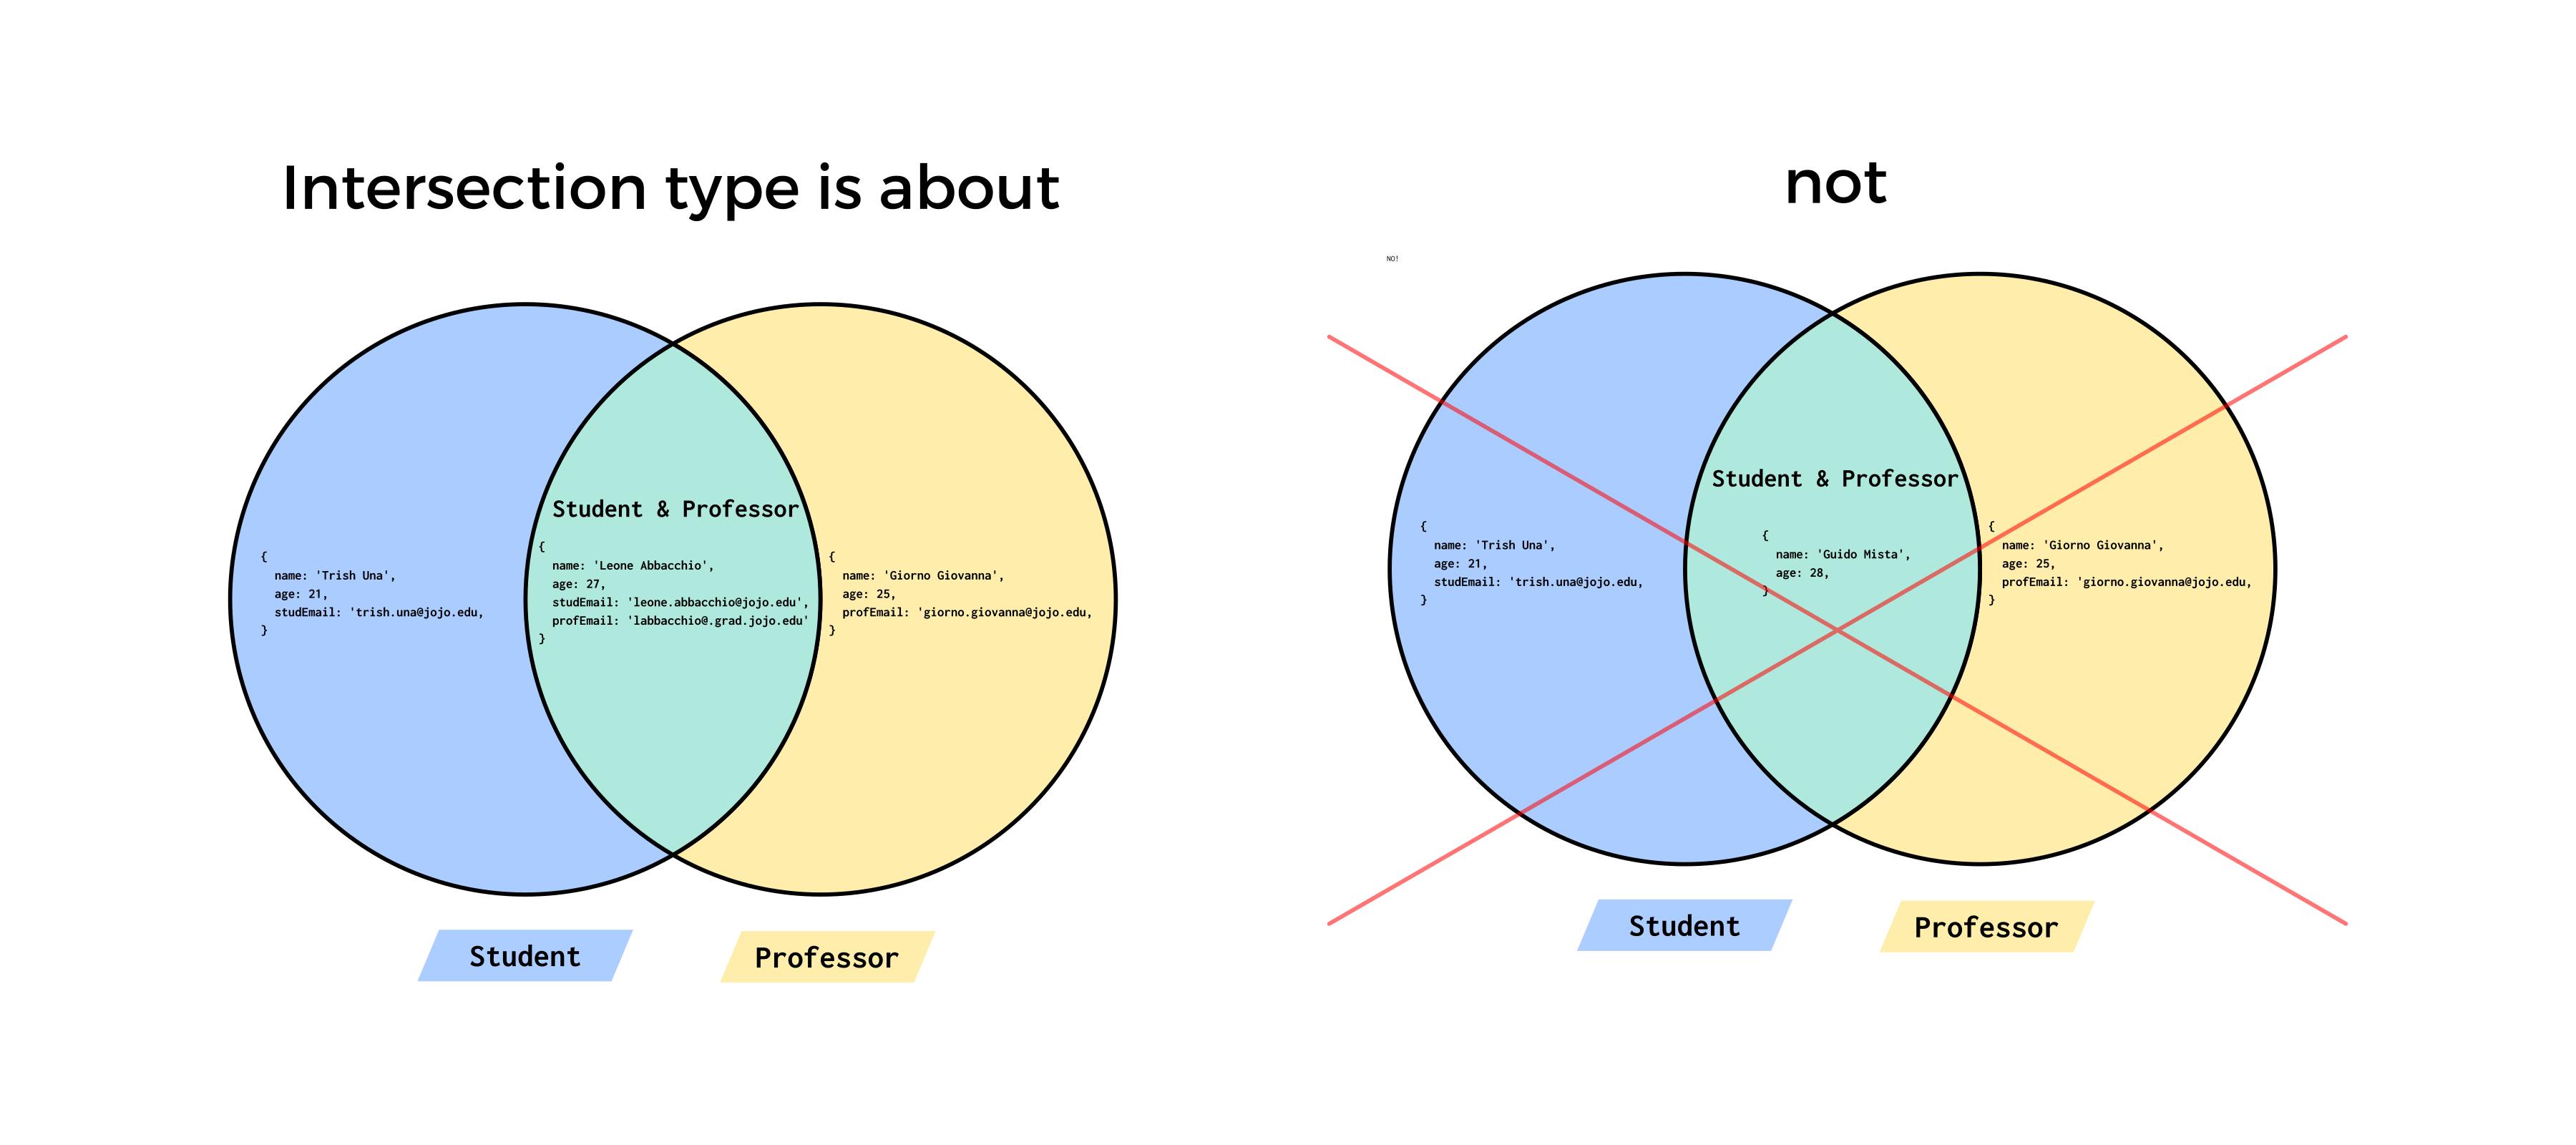 Intersection type is about
Student & Professor
{
name: 'Trish Una',
age: 21,
studEmail: 'trish.una@jojo.edu,
}
{
name: 'Leone Abbacchio',
age: 27,
studEmail: 'leone.abbacchio@jojo.edu',
profEmail: 'labbacchio@.grad.jojo.edu'
}
{
name: 'Giorno Giovanna',
age: 25,
profEmail: 'giorno.giovanna@jojo.edu,
}
Student
Professor
not
NO!
Student & Professor
{
name: 'Trish Una',
age: 21,
studEmail: 'trish.una@jojo.edu,
}
{
name: 'Guido Mista',
age: 28,
}
{
name: 'Giorno Giovanna',
age: 25,
profEmail: 'giorno.giovanna@jojo.edu,
}
Student
Professor